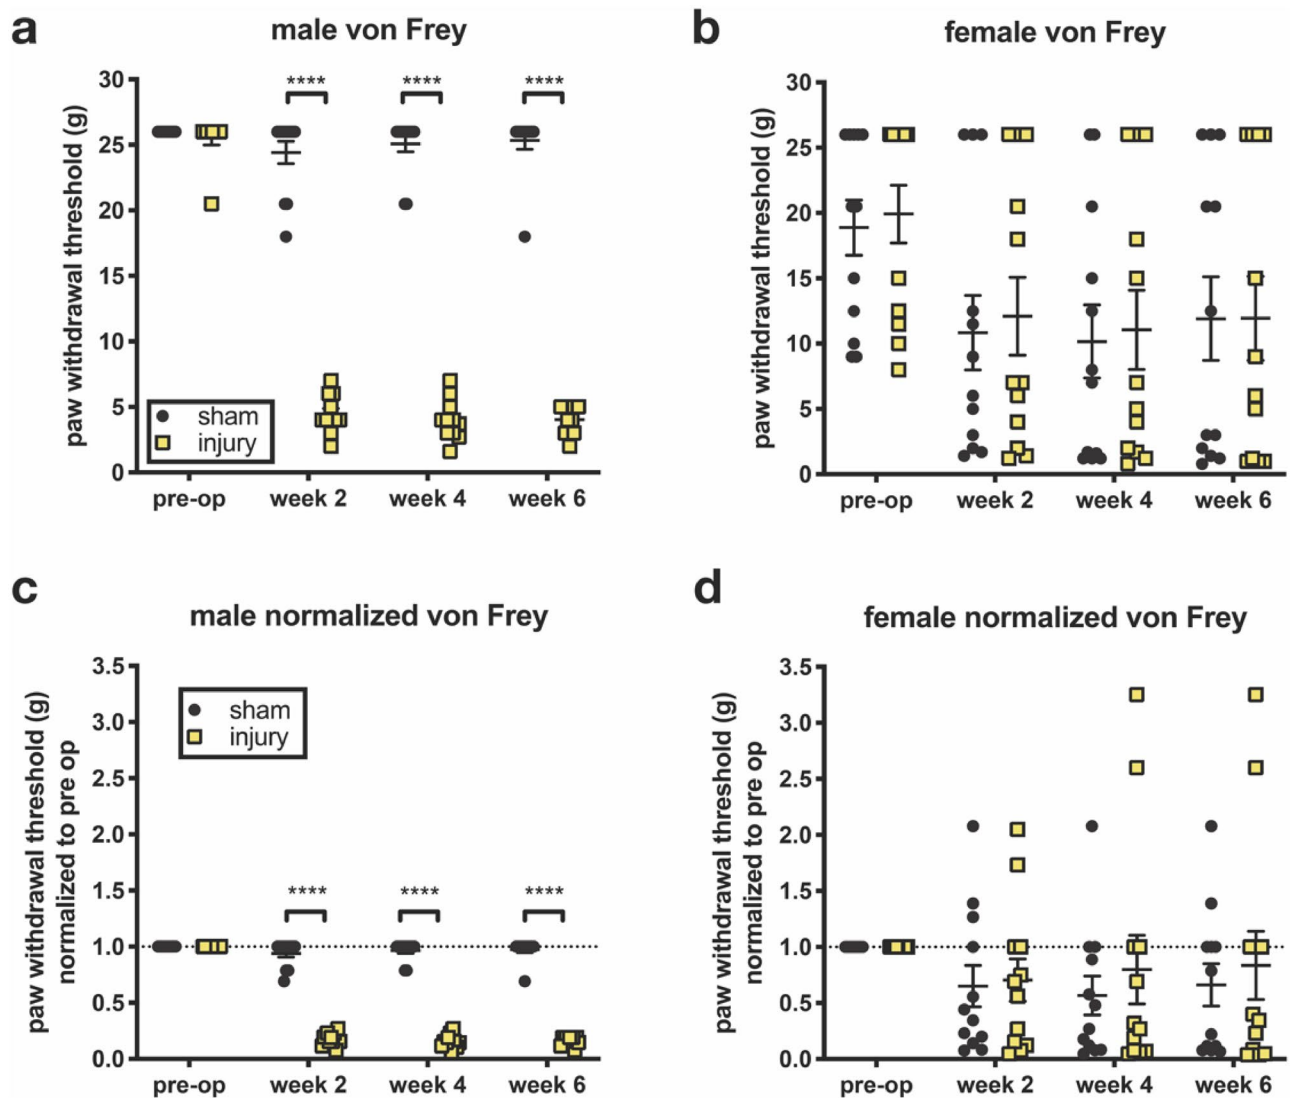 a
male von Frey
paw withdrawal threshold (g)
30
25
20
15
10
5
0
****
****
****
sham
injury
pre-op
week 2
week 4
week 6
b
female von Frey
paw withdrawal threshold (g)
30
25
20
15
10
5
0
pre-op
week 2
week 4
week 6
c
male normalized von Frey
paw withdrawal threshold (g)
normalized to pre op
3.5
3.0
2.5
2.0
1.5
1.0
0.5
0.0
sham
injury
****
****
****
pre-op
week 2
week 4
week 6
d
female normalized von Frey
paw withdrawal threshold (g)
normalized to pre op
3.5
3.0
2.5
2.0
1.5
1.0
0.5
0.0
pre-op
week 2
week 4
week 6